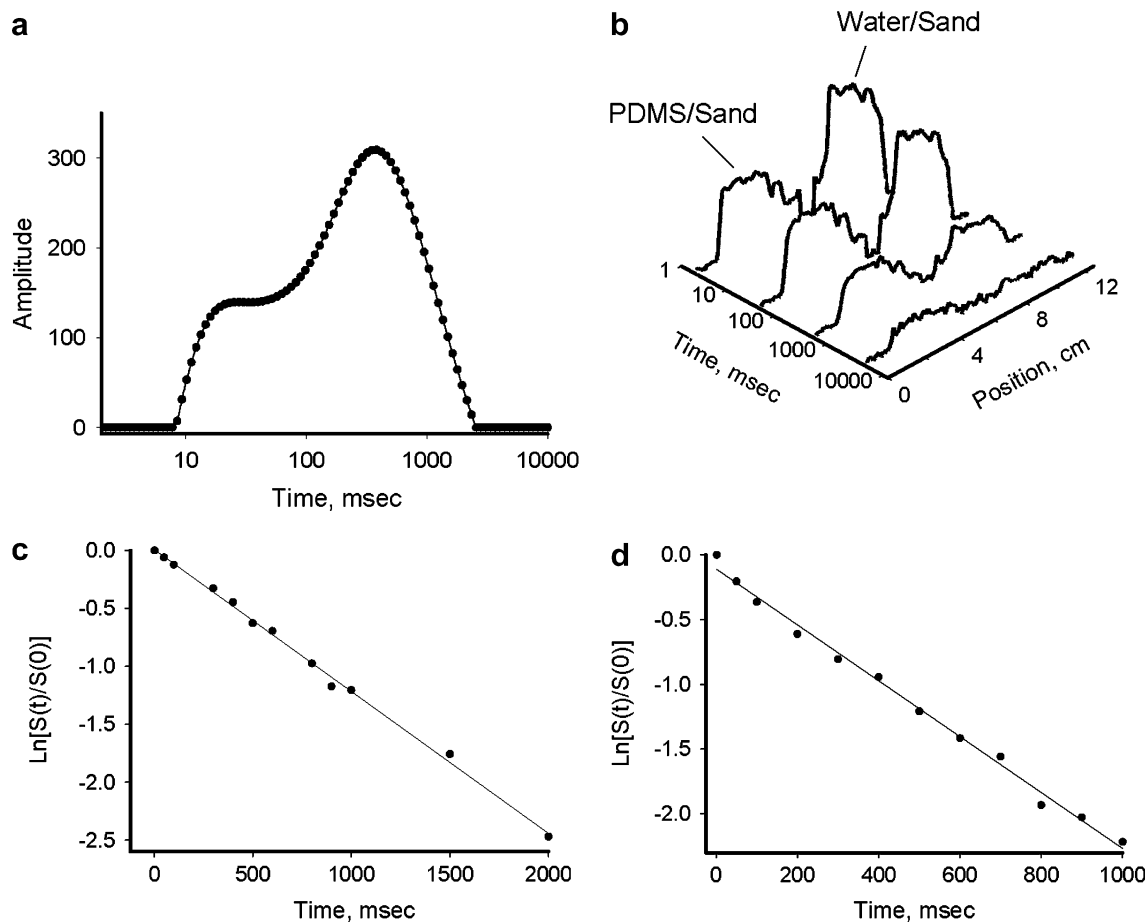 a
Amplitude
300
200
100
0
10 100 1000 10000
Time, msec
b
Water/Sand
PDMS/Sand
1
10
100
1000
10000
Time, msec
0
4
8
12
Position, cm
c
Ln[S(t)/S(0)]
0.0
-0.5
-1.0
-1.5
-2.0
-2.5
0 500 1000 1500 2000
Time, msec
d
Ln[S(t)/S(0)]
0.0
-0.5
-1.0
-1.5
-2.0
0 200 400 600 800 1000
Time, msec